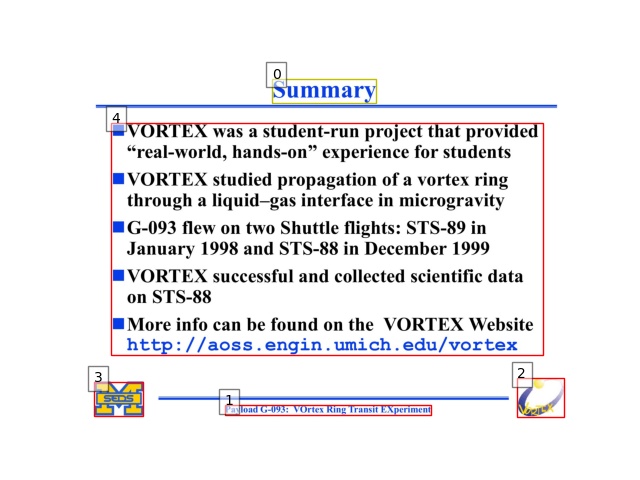 0
Summary
4
VORTEX was a student-run project that provided
“real-world, hands-on” experience for students
VORTEX studied propagation of a vortex ring
through a liquid–gas interface in microgravity
G-093 flew on two Shuttle flights: STS-89 in
January 1998 and STS-88 in December 1999
VORTEX successful and collected scientific data
on STS-88
More info can be found on the VORTEX Website
http://aoss.engin.umich.edu/vortex
3
SEDS
1
Payload G-093: VOrtex Ring Transit EXperiment
2
VORTEX